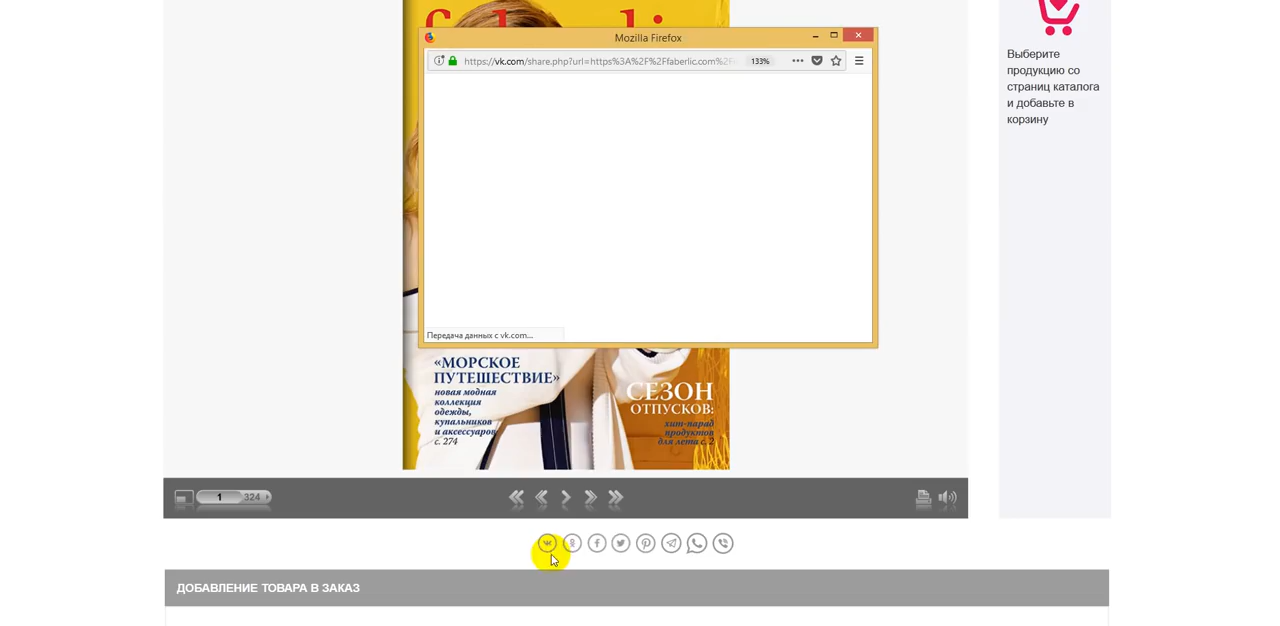 Mozilla Firefox
https://vk.com/share.php?url=https%3A%2F%2Ffaberlic.com%2F
133%
Выберите
продукцию со
страниц каталога
и добавьте в
корзину
Передача данных с vk.com...
«МОРСКОЕ
ПУТЕШЕСТВИЕ»
новая модная
коллекция
одежды,
купальников
и аксессуаров
с. 274
СЕЗОН
ОТПУСКОВ:
хит-парад
продуктов
для лета с. 2
1 324
ДОБАВЛЕНИЕ ТОВАРА В ЗАКАЗ